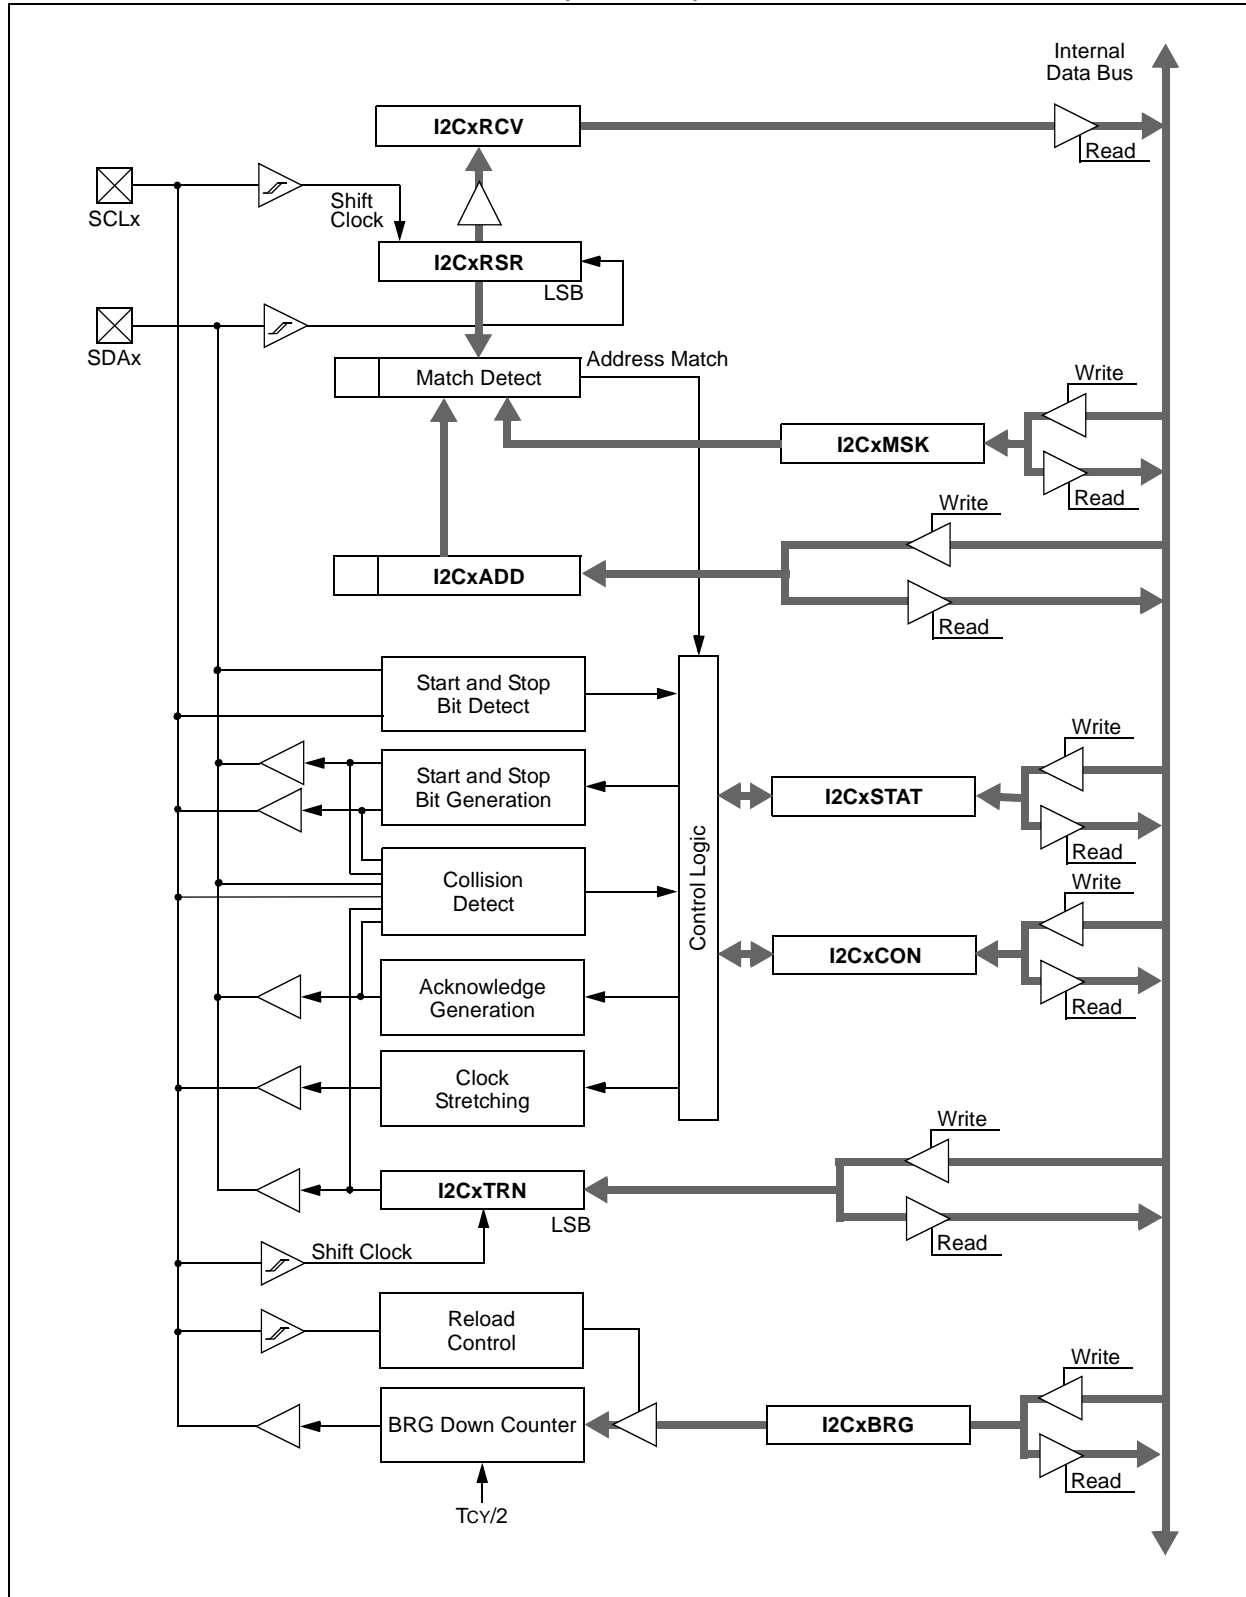 Internal
Data Bus
I2CxRCV
Read
SCLx
Shift
Clock
I2CxRSR
LSB
SDAx
Match Detect
Address Match
Write
I2CxMSK
Read
Write
I2CxADD
Read
Start and Stop
Bit Detect
Start and Stop
Bit Generation
Collision
Detect
Acknowledge
Generation
Clock
Stretching
Control Logic
Write
I2CxSTAT
Read
Write
I2CxCON
Read
Write
I2CxTRN
LSB
Read
Shift Clock
Reload
Control
BRG Down Counter
Write
I2CxBRG
Read
TCY/2